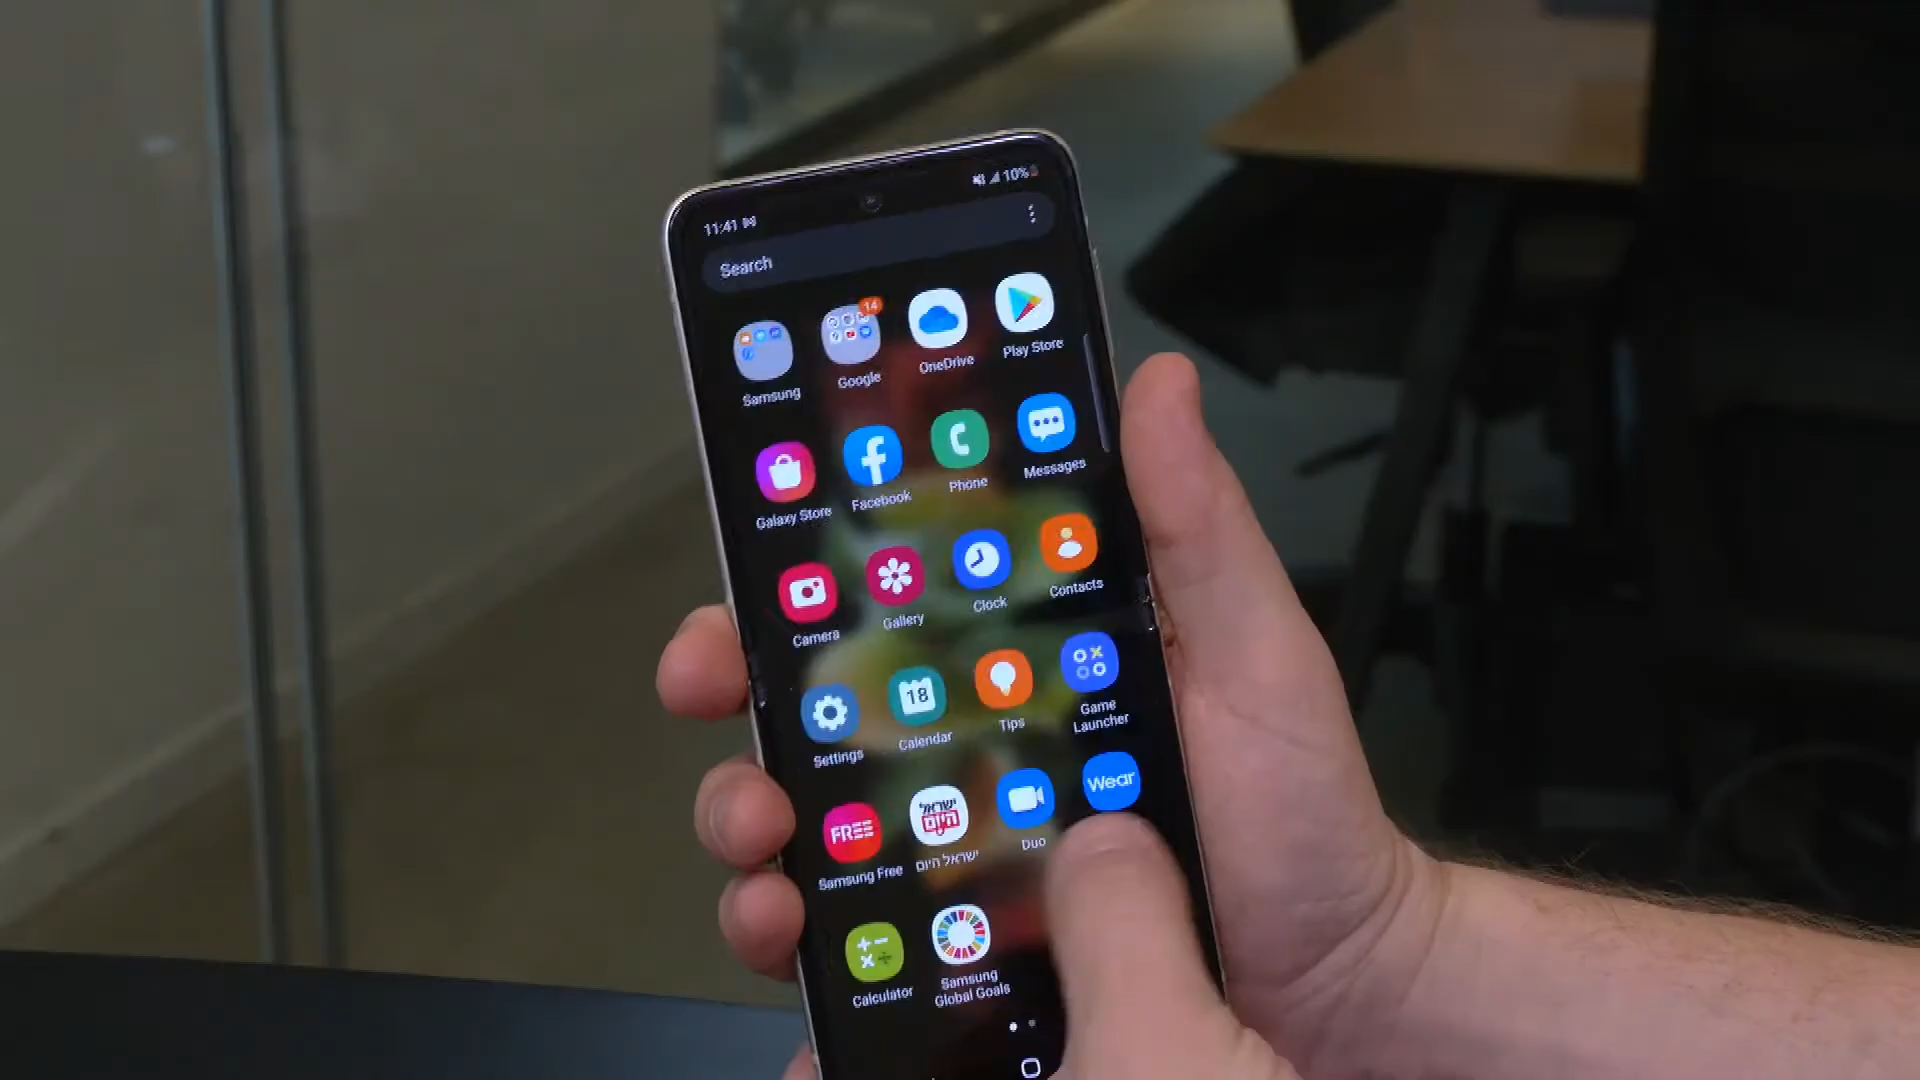 11:41
10%
Search
14
Samsung
Google
OneDrive
Play Store
Galaxy Store
Facebook
Phone
Messages
Camera
Gallery
Clock
Contacts
18
Settings
Calendar
Tips
Game
Launcher
FREE
ישראל
היום
Wear
Samsung Free
ישראל היום
Duo
Calculator
Samsung
Global Goals